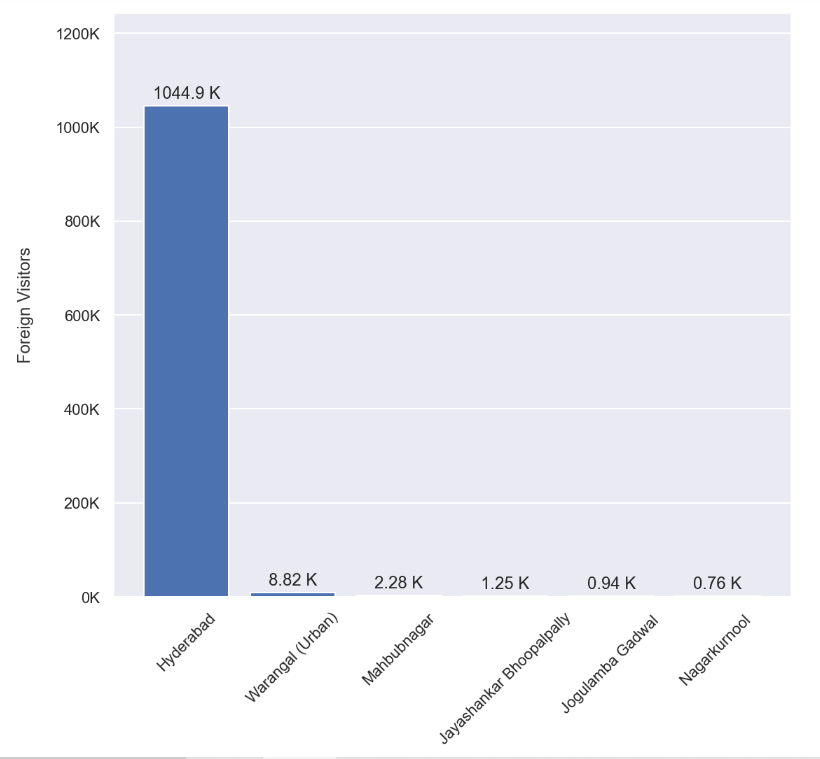 1200K
1000K
800K
600K
400K
200K
0K
Foreign Visitors
1044.9 K
8.82 K
2.28 K
1.25 K
0.94 K
0.76 K
Hyderabad
Warangal (Urban)
Mahbubnagar
Jayashankar Bhoopalpally
Jogulamba Gadwal
Nagarkurnool